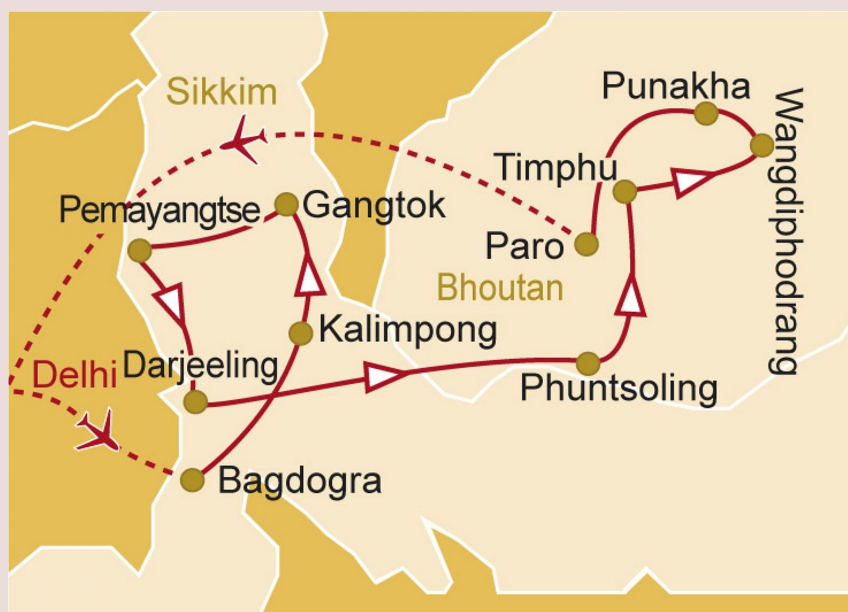 Sikkim
Punakha
Wangdiphodrang
Timphu
Pemayangtse
Gangtok
Paro
Bhoutan
Kalimpong
Delhi
Darjeeling
Phuntsoling
Bagdogra